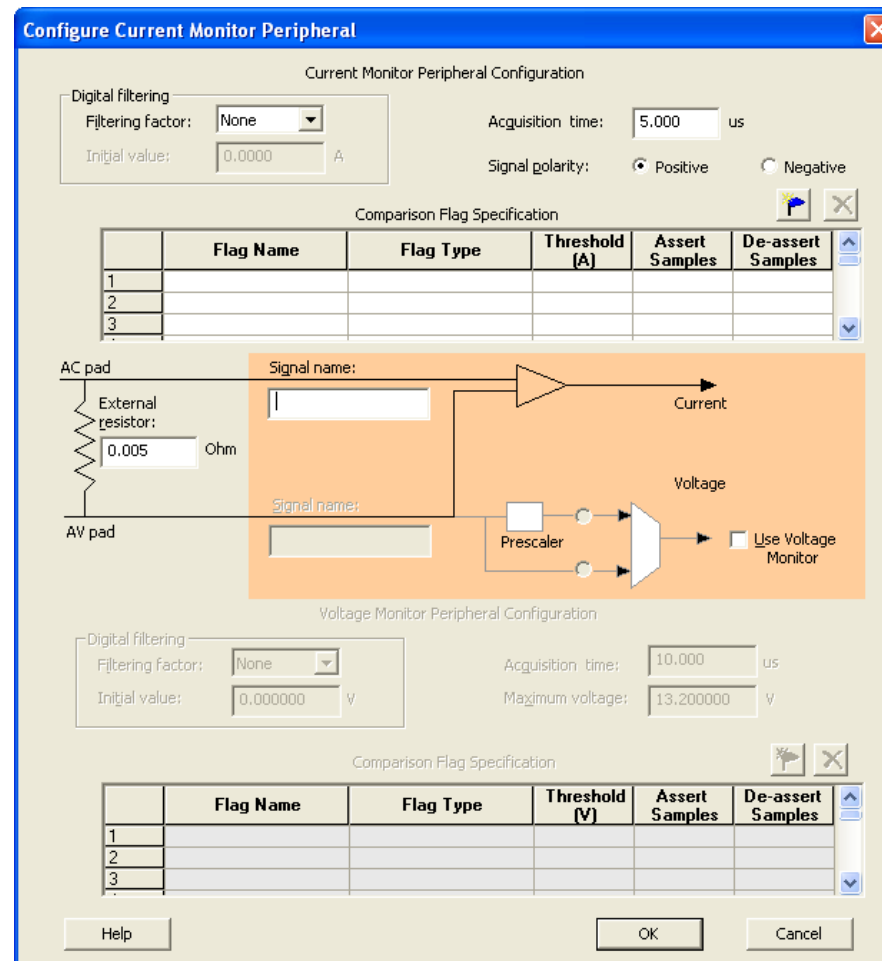 Configure Current Monitor Peripheral
Current Monitor Peripheral Configuration
Digital filtering
Filtering factor: None
Acquisition time: 5.000 us
Initial value: 0.0000 A
Signal polarity: Positive Negative
Comparison Flag Specification
Flag Name Flag Type Threshold (A) Assert Samples De-assert Samples
1
2
3
AC pad
Signal name:
External resistor:
0.005 Ohm
Current
Voltage
Signal name:
AV pad
Prescaler
Use Voltage Monitor
Voltage Monitor Peripheral Configuration
Digital filtering
Filtering factor: None
Acquisition time: 10.000 us
Initial value: 0.000000 V
Maximum voltage: 13.200000 V
Comparison Flag Specification
Flag Name Flag Type Threshold (V) Assert Samples De-assert Samples
1
2
3
Help OK Cancel